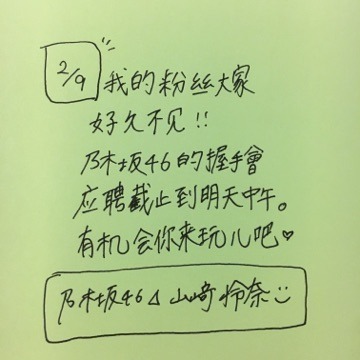 2/9
我的粉丝大家
好久不见!!
乃木坂46的握手會
应聘截止到明天中午。
有机会你来玩儿吧♥
乃木坂46⊿山﨑怜奈